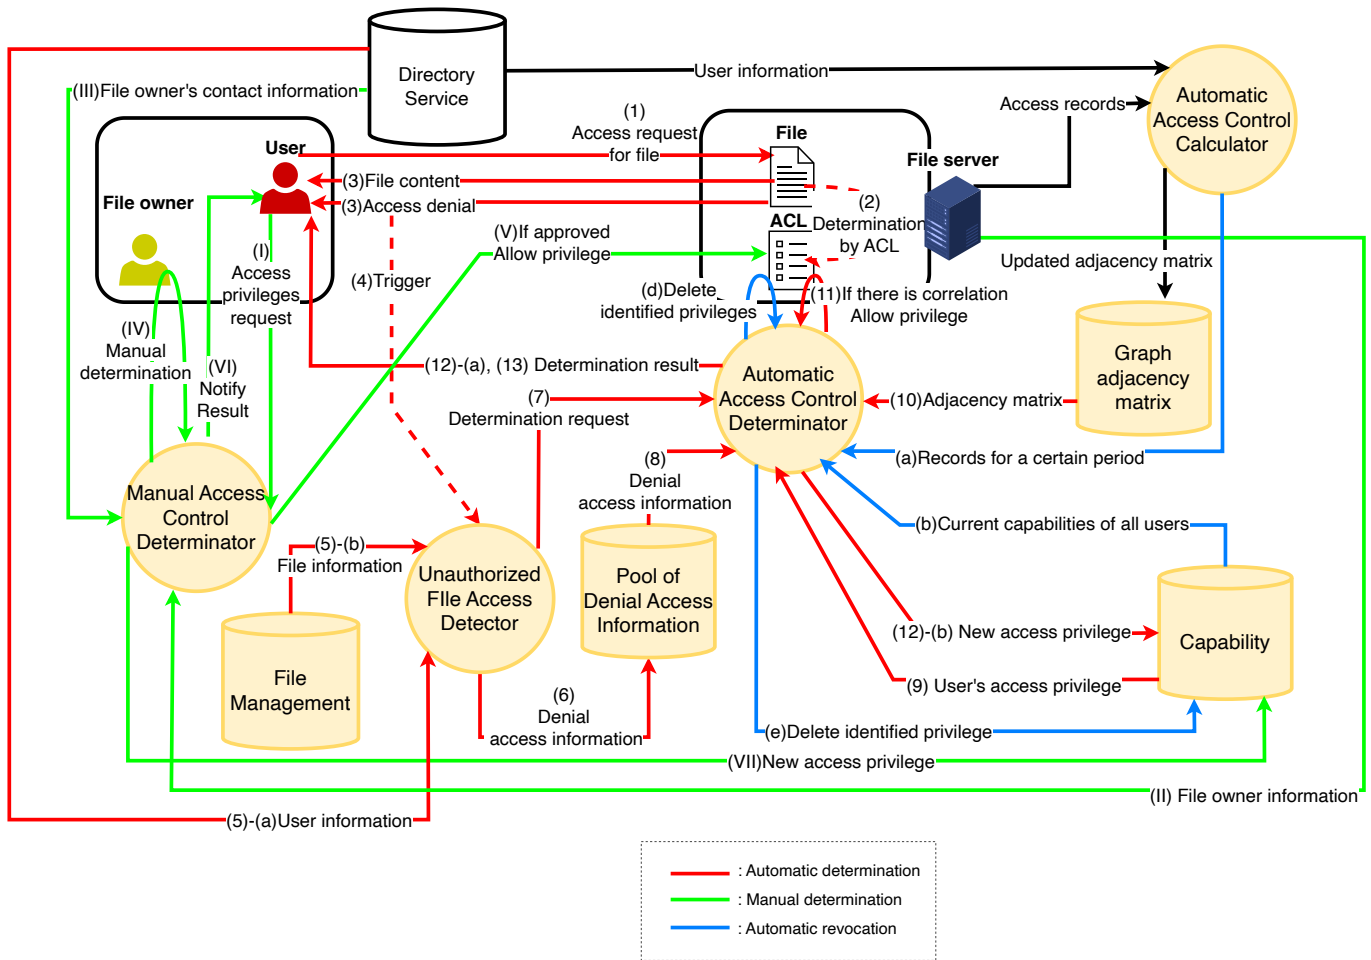 Directory
Service
User information
(III)File owner's contact information
Access records
Automatic
Access Control
Calculator
(1)
Access request
for file
File
User
File server
(3)File content
(3)Access denial
File owner
ACL
(2)
Determination
by ACL
(I)
Access
privileges
request
(V)If approved
Allow privilege
(4)Trigger
Updated adjacency matrix
(d)Delete
identified privileges
(11)If there is correlation
Allow privilege
(IV)
Manual
determination
(VI)
Notify
Result
(12)-(a), (13) Determination result
Automatic
Access Control
Determinator
Graph
adjacency
matrix
(7)
Determination request
(10)Adjacency matrix
(8)
Denial
access information
(a)Records for a certain period
Manual Access
Control
Determinator
(b)Current capabilities of all users
(5)-(b)
File information
Unauthorized
FIle Access
Detector
Pool of
Denial Access
Information
(12)-(b) New access privilege
Capability
File
Management
(9) User's access privilege
(6)
Denial
access information
(e)Delete identified privilege
(VII)New access privilege
(II) File owner information
(5)-(a)User information
: Automatic determination
: Manual determination
: Automatic revocation